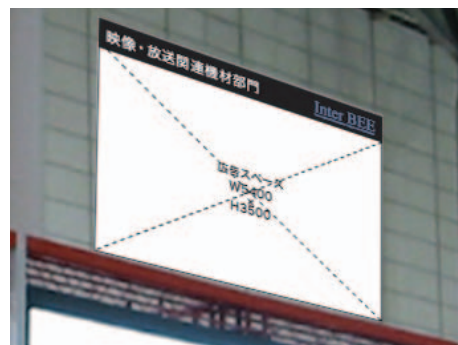 映像・放送関連機材部門
Inter BEE
広告スペース
W5400
×
H3500